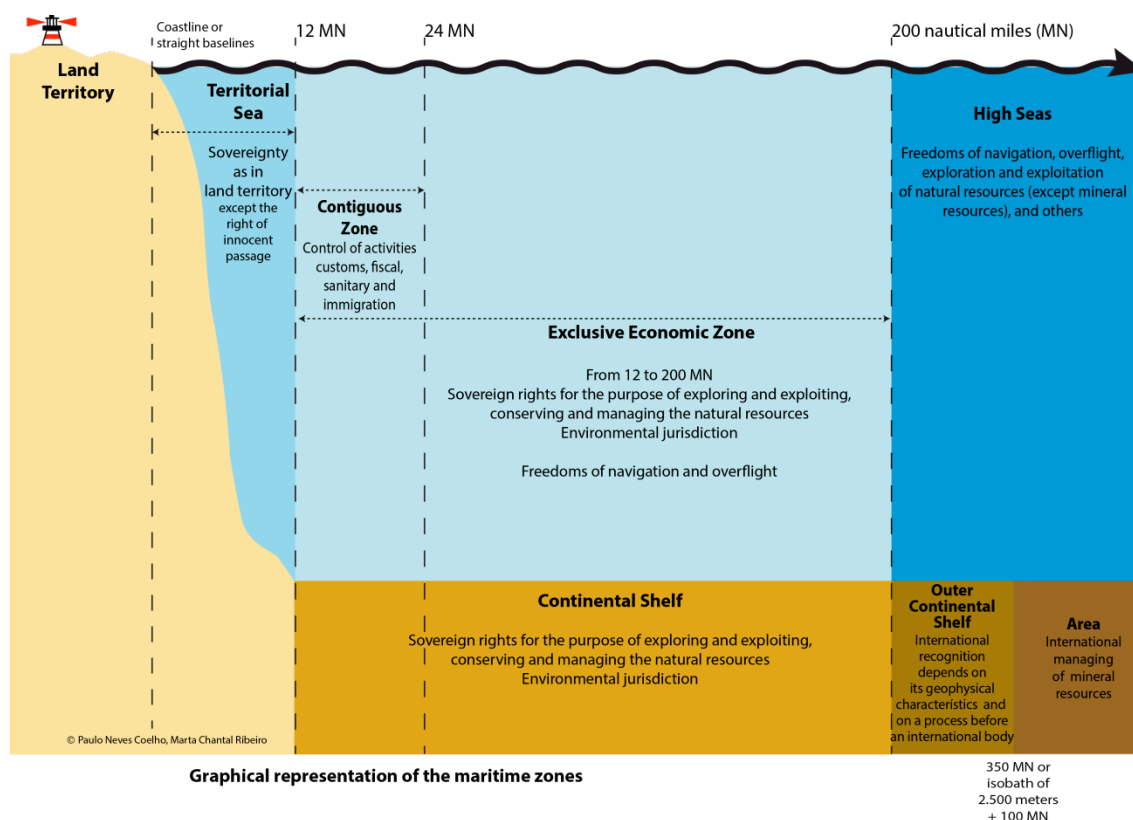 Coastline or
straight baselines
12 MN
24 MN
200 nautical miles (MN)
Land
Territory
Territorial
Sea
Sovereignty
as in
land territory
except the
right of
innocent
passage
Contiguous
Zone
Control of activities
customs, fiscal,
sanitary and
immigration
High Seas
Freedoms of navigation, overflight,
exploration and exploitation
of natural resources (except mineral
resources), and others
Exclusive Economic Zone
From 12 to 200 MN
Sovereign rights for the purpose of exploring and exploiting,
conserving and managing the natural resources
Environmental jurisdiction
Freedoms of navigation and overflight
Continental Shelf
Sovereign rights for the purpose of exploring and exploiting,
conserving and managing the natural resources
Environmental jurisdiction
Outer
Continental
Shelf
International
recognition
depends on
its geophysical
characteristics and
on a process before
an international body
Area
International
managing
of mineral
resources
© Paulo Neves Coelho, Marta Chantal Ribeiro
Graphical representation of the maritime zones
350 MN or
isobath of
2.500 meters
+ 100 MN